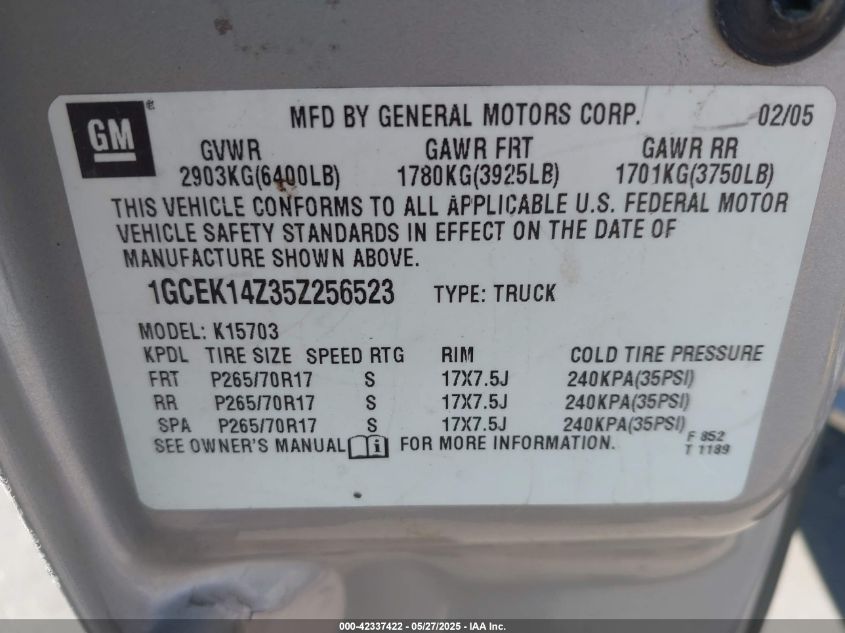 GM
MFD BY GENERAL MOTORS CORP. 02/05
GVWR GAWR FRT GAWR RR
2903KG(6400LB) 1780KG(3925LB) 1701KG(3750LB)
THIS VEHICLE CONFORMS TO ALL APPLICABLE U.S. FEDERAL MOTOR
VEHICLE SAFETY STANDARDS IN EFFECT ON THE DATE OF
MANUFACTURE SHOWN ABOVE.
1GCEK14Z35Z256523 TYPE: TRUCK
MODEL: K15703
KPDL TIRE SIZE SPEED RTG RIM COLD TIRE PRESSURE
FRT P265/70R17 S 17X7.5J 240KPA(35PSI)
RR P265/70R17 S 17X7.5J 240KPA(35PSI)
SPA P265/70R17 S 17X7.5J 240KPA(35PSI)
SEE OWNER'S MANUAL i FOR MORE INFORMATION.
F 852
T 1189
000-42337422 - 05/27/2025 - IAA Inc.